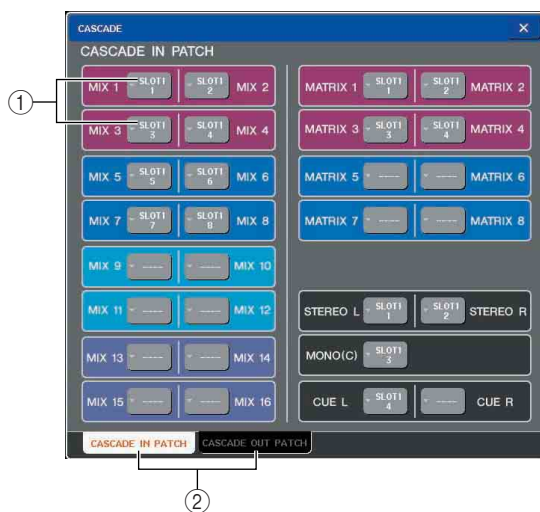 CASCADE
CASCADE IN PATCH
MIX 1 SLOT1 1 SLOT1 2 MIX 2
MIX 3 SLOT1 3 SLOT1 4 MIX 4
MIX 5 SLOT1 5 SLOT1 6 MIX 6
MIX 7 SLOT1 7 SLOT1 8 MIX 8
MIX 9 ---- ---- MIX 10
MIX 11 ---- ---- MIX 12
MIX 13 ---- ---- MIX 14
MIX 15 ---- ---- MIX 16
MATRIX 1 SLOT1 1 SLOT1 2 MATRIX 2
MATRIX 3 SLOT1 3 SLOT1 4 MATRIX 4
MATRIX 5 ---- ---- MATRIX 6
MATRIX 7 ---- ---- MATRIX 8
STEREO L SLOT1 1 SLOT1 2 STEREO R
MONO(C) SLOT1 3
CUE L SLOT1 4 ---- CUE R
CASCADE IN PATCH CASCADE OUT PATCH
①
②